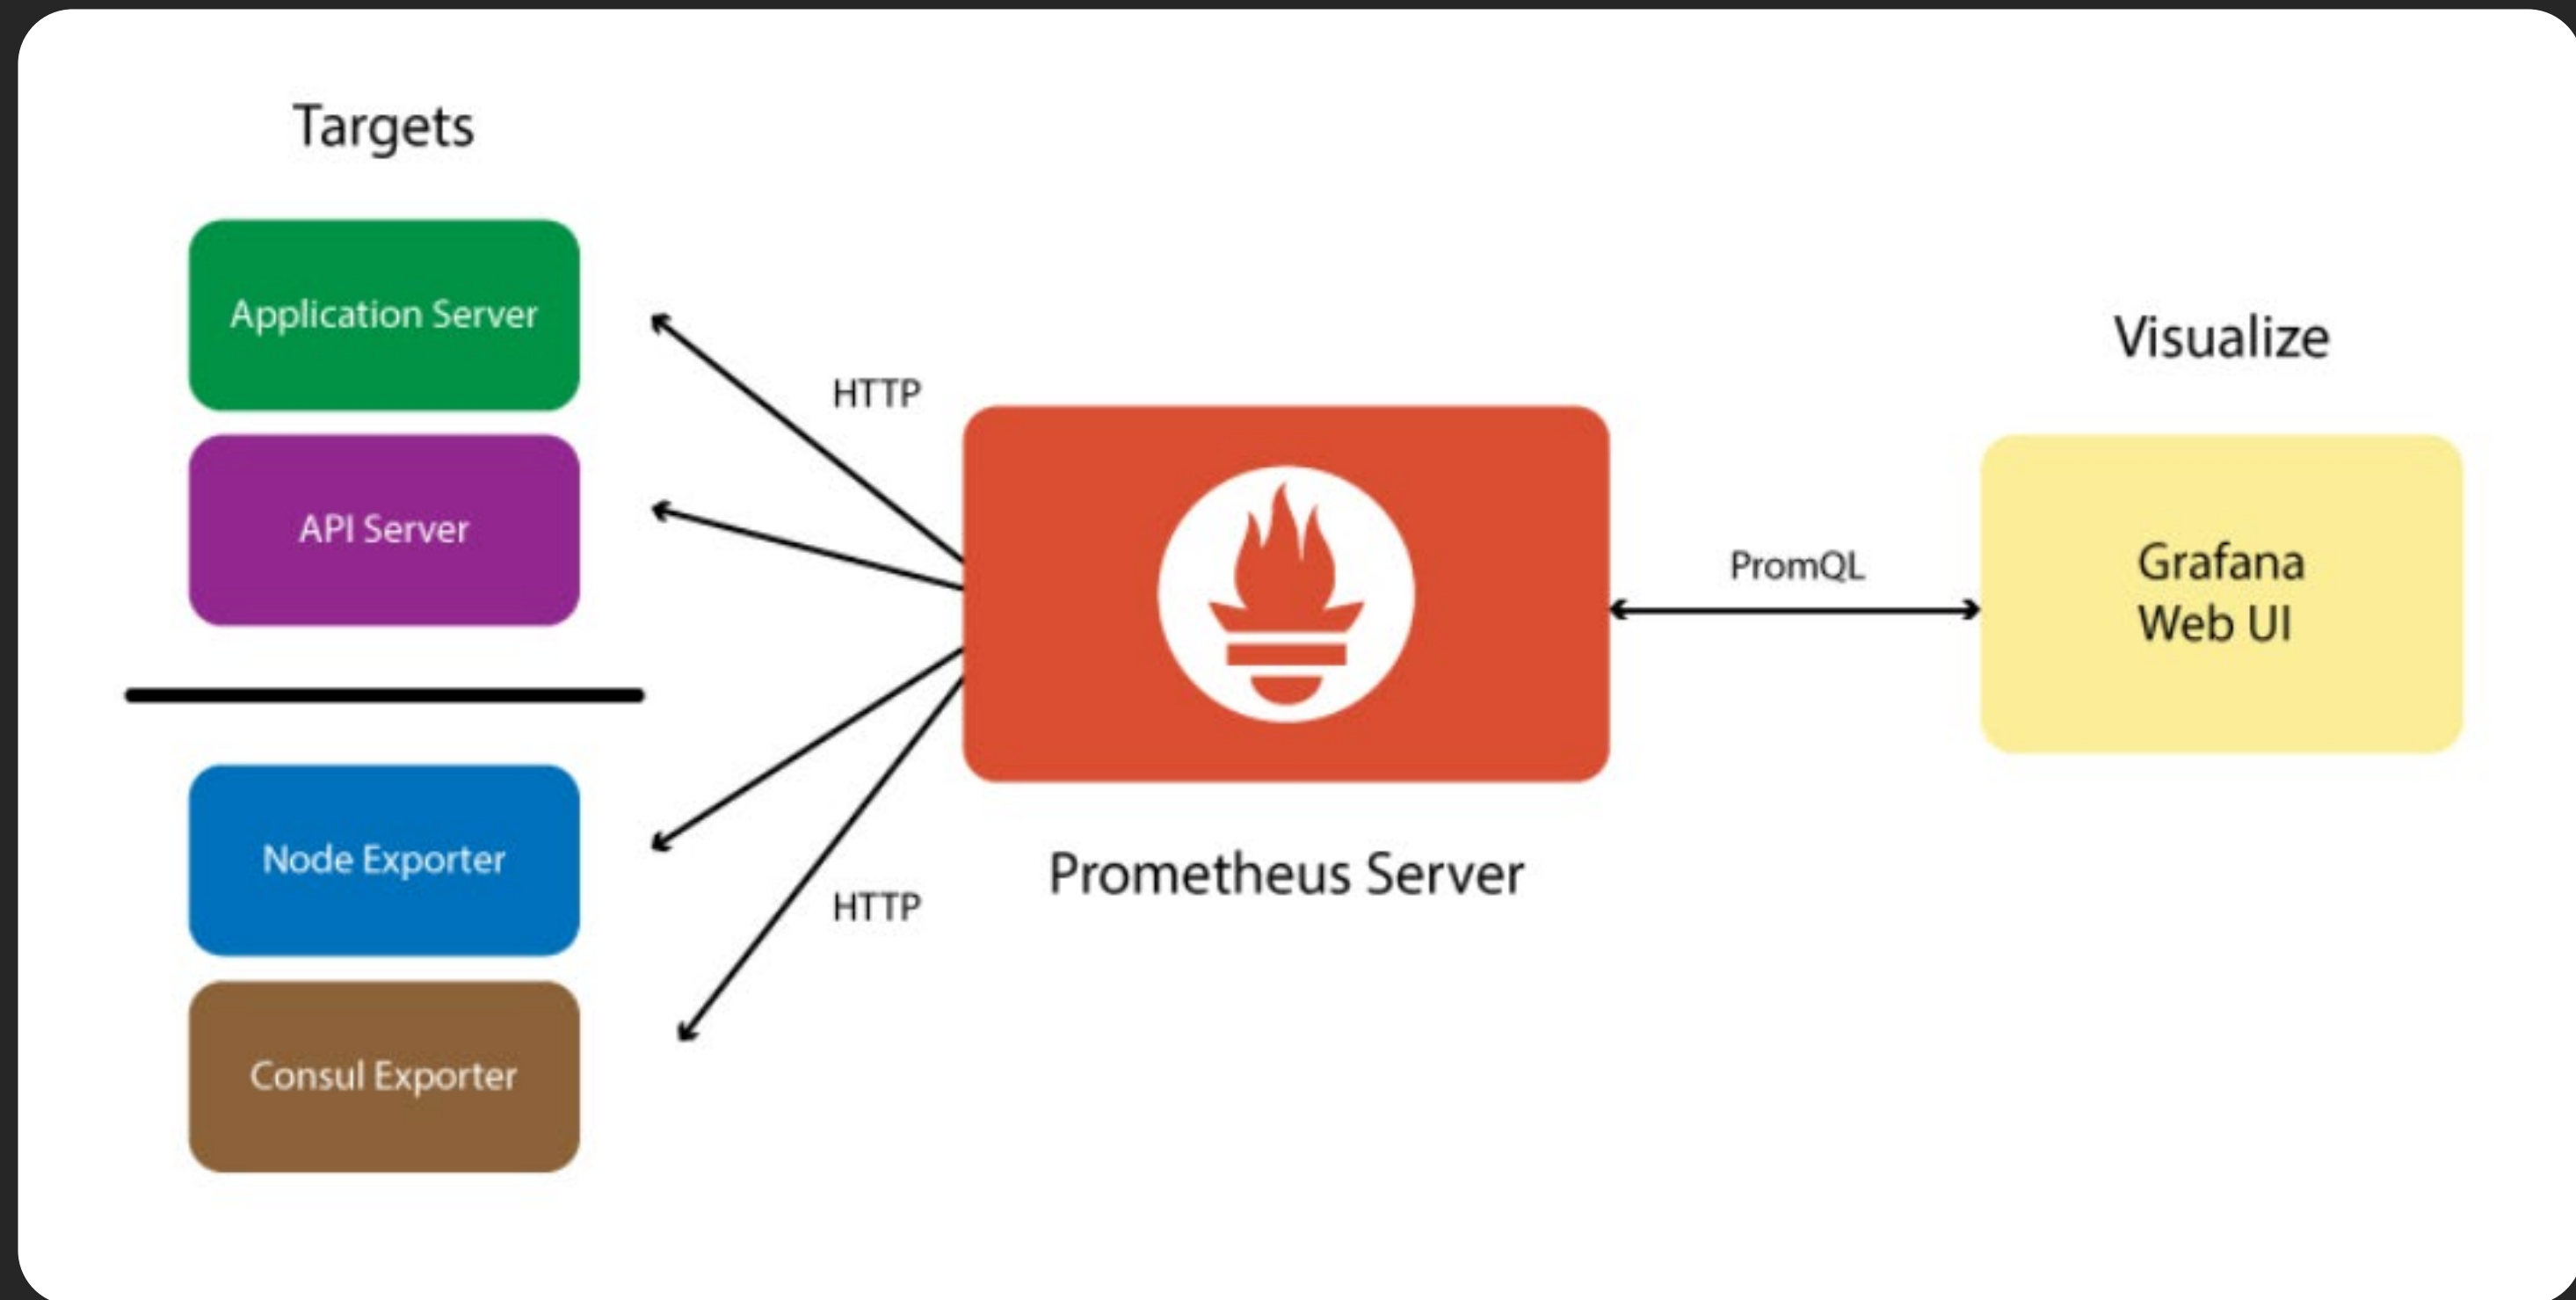 Targets
Application Server
API Server
Node Exporter
Consul Exporter
HTTP
HTTP
Prometheus Server
PromQL
Visualize
Grafana
Web UI